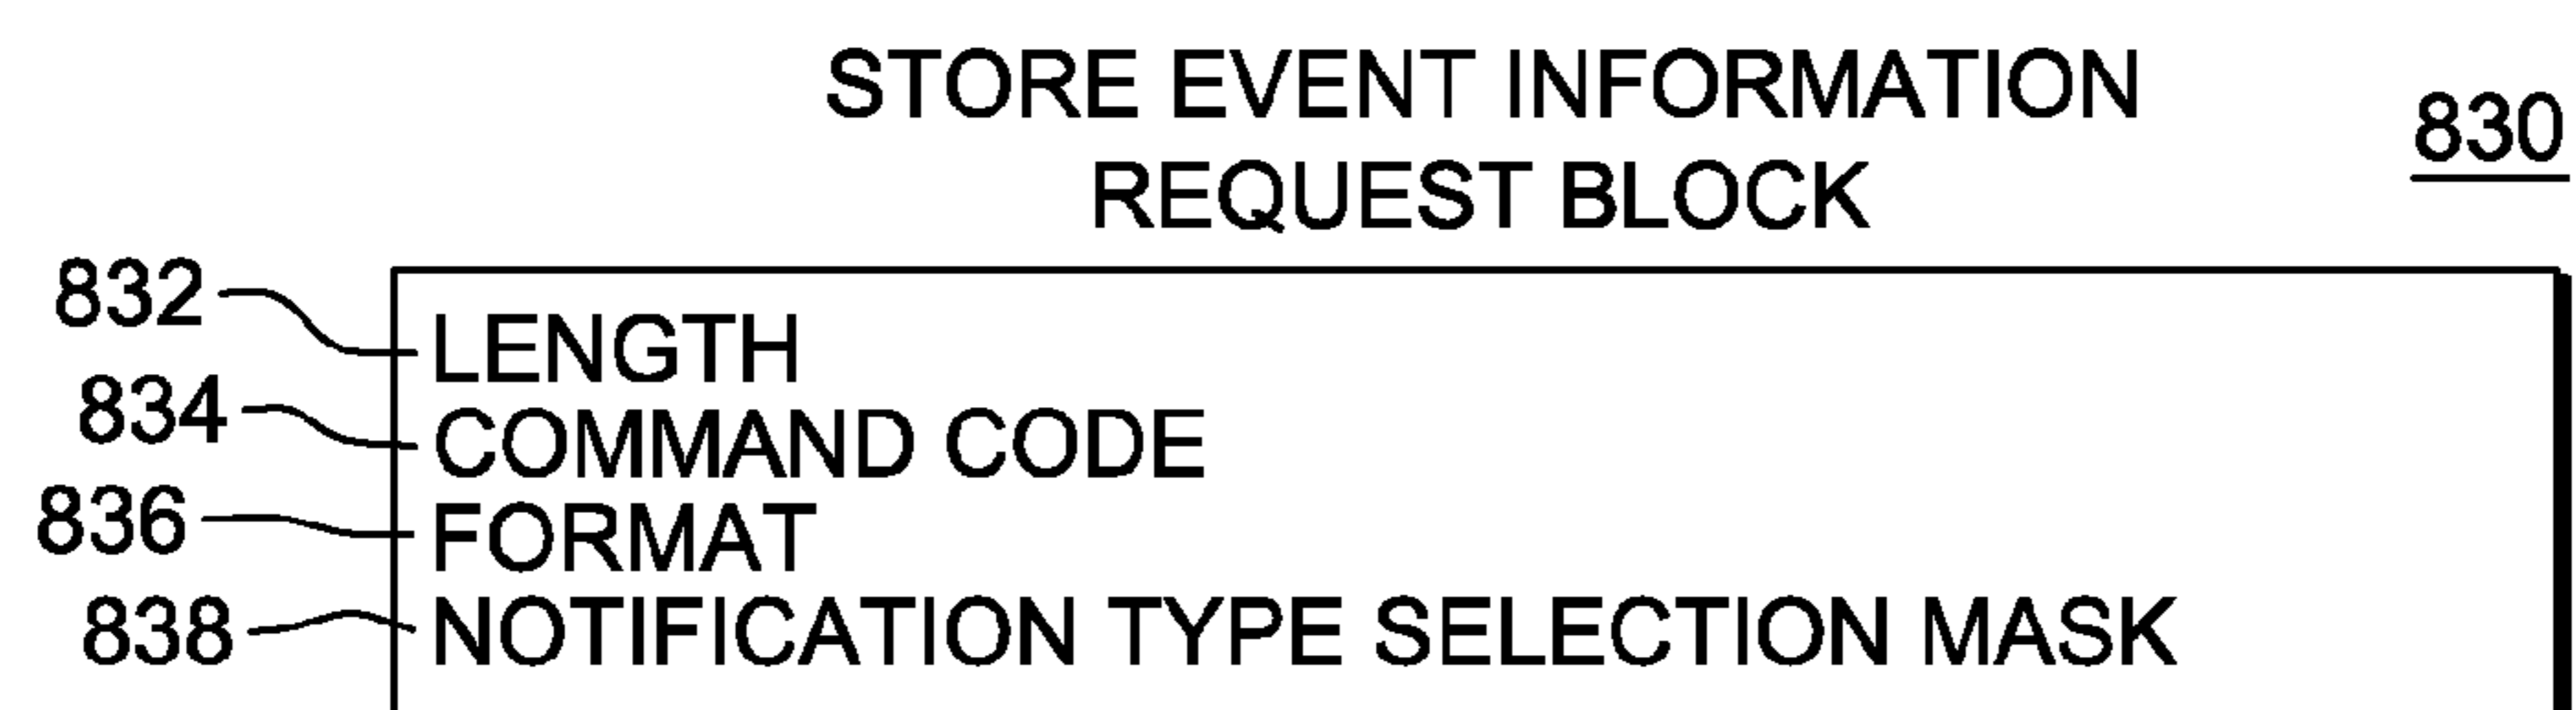 STORE EVENT INFORMATION
REQUEST BLOCK
830
832 LENGTH
834 COMMAND CODE
836 FORMAT
838 NOTIFICATION TYPE SELECTION MASK